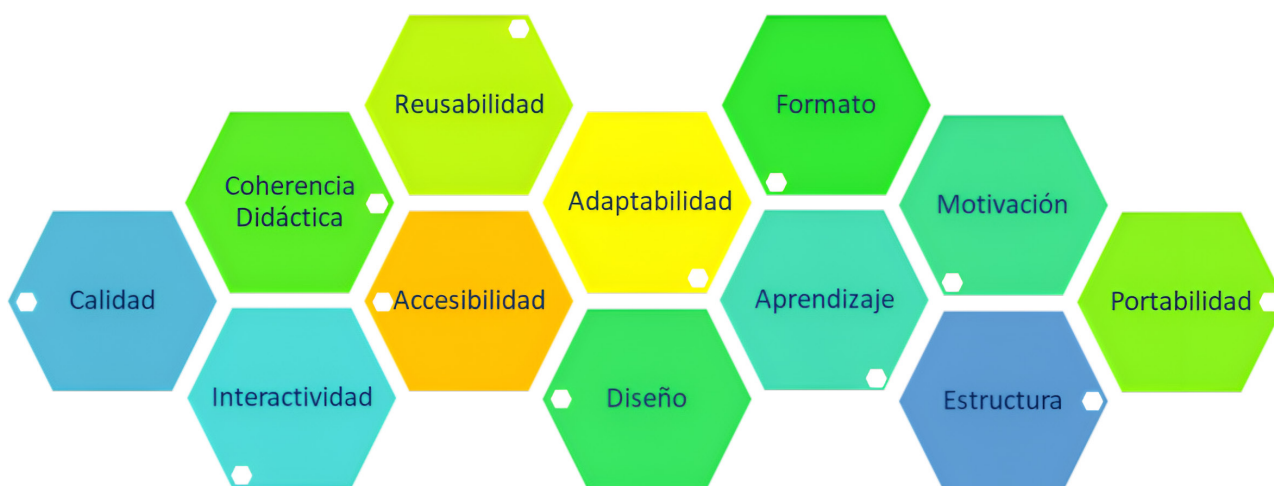 Reusabilidad
Formato
Coherencia
Didáctica
Adaptabilidad
Motivación
Calidad
Accesibilidad
Aprendizaje
Portabilidad
Interactividad
Diseño
Estructura